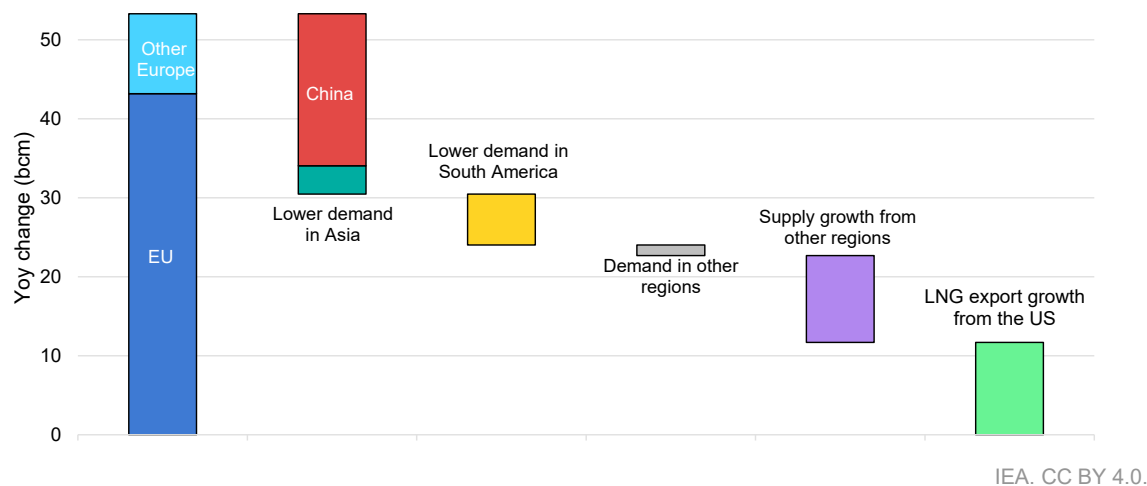 Yoy change (bcm)
50
40
30
20
10
0
Other
Europe
EU
China
Lower demand
in Asia
Lower demand in
South America
Demand in other
regions
Supply growth from
other regions
LNG export growth
from the US
IEA. CC BY 4.0.